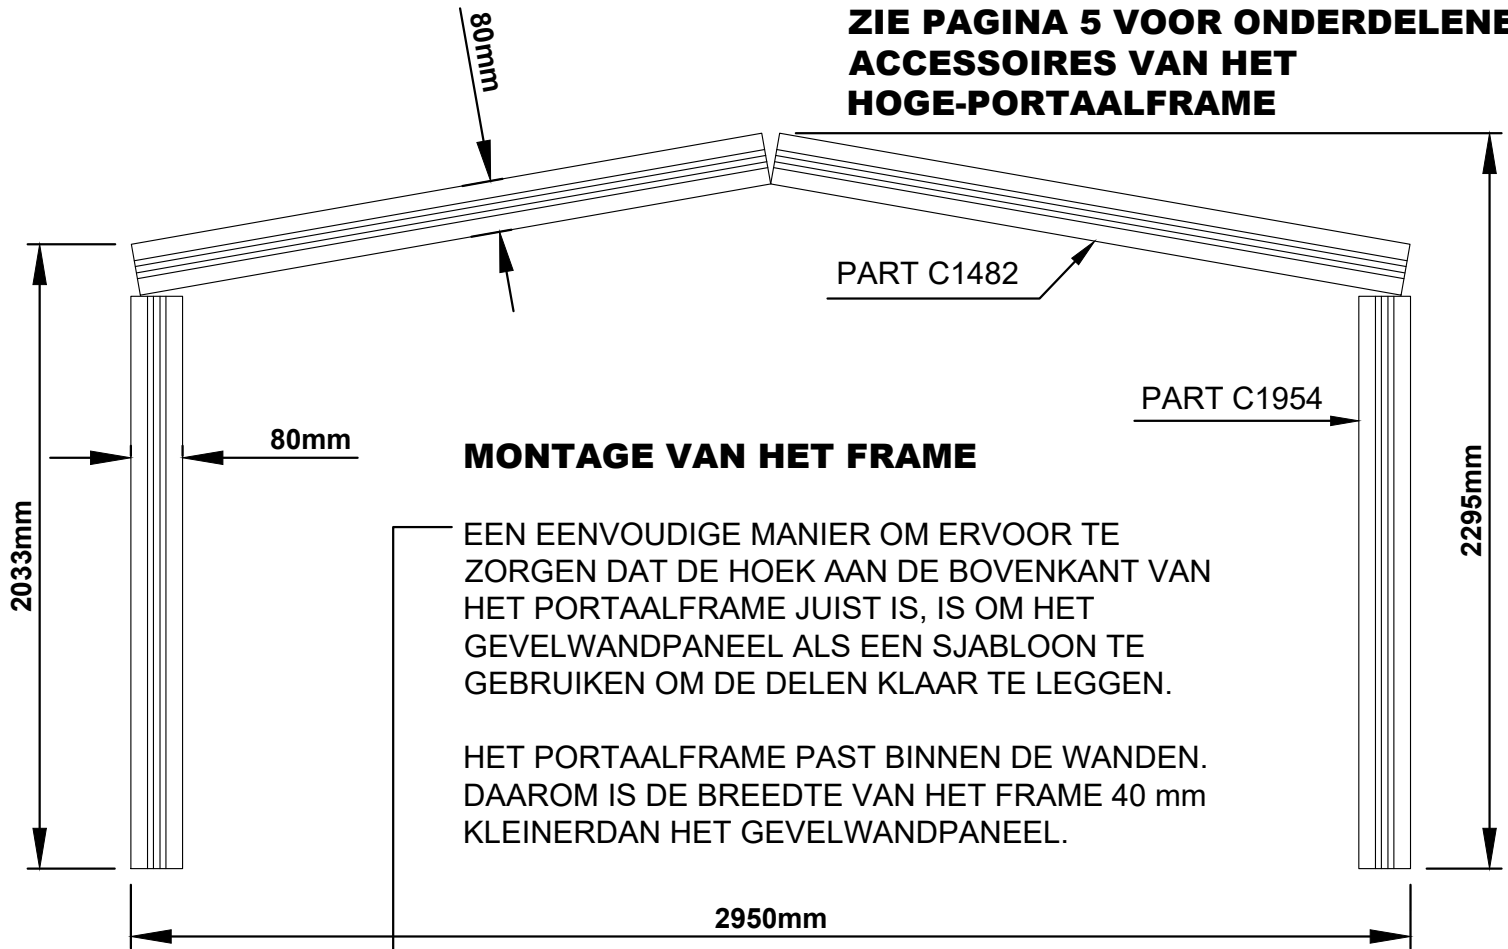 80mm
ZIE PAGINA 5 VOOR ONDERDELENE
ACCESSOIRES VAN HET
HOGE-PORTAALFRAME
PART C1482
PART C1954
80mm
MONTAGE VAN HET FRAME
2033mm
2295mm
EEN EENVOUDIGE MANIER OM ERVOOR TE
ZORGEN DAT DE HOEK AAN DE BOVENKANT VAN
HET PORTAALFRAME JUIST IS, IS OM HET
GEVELWANDPANEEL ALS EEN SJABLOON TE
GEBRUIKEN OM DE DELEN KLAAR TE LEGGEN.
HET PORTAALFRAME PAST BINNEN DE WANDEN.
DAAROM IS DE BREEDTE VAN HET FRAME 40 mm
KLEINERDAN HET GEVELWANDPANEEL.
2950mm